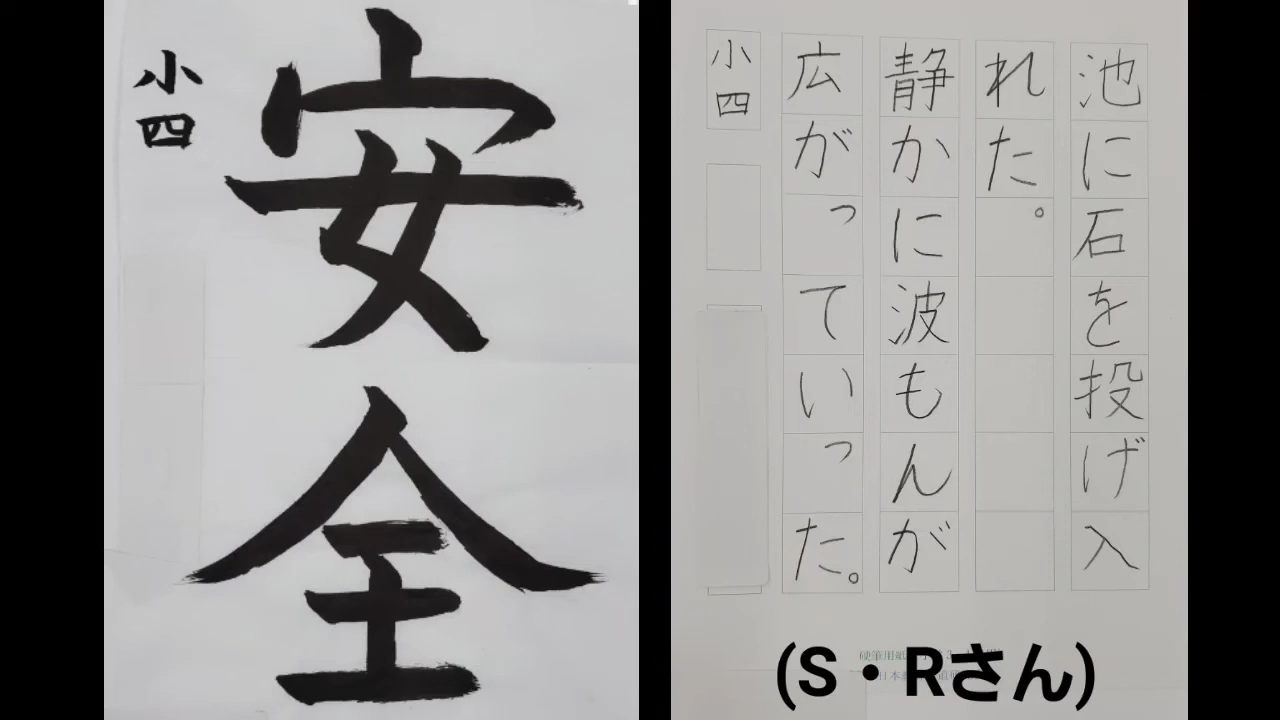 安全
小四
池に石を投げ入
れた。
静かに波もんが
広がっていった。
小四
(S・Rさん)